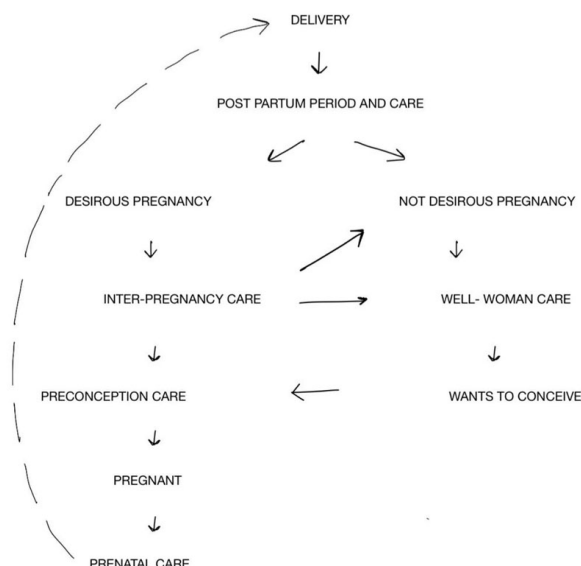 DELIVERY
POST PARTUM PERIOD AND CARE
DESIROUS PREGNANCY
NOT DESIROUS PREGNANCY
INTER-PREGNANCY CARE
WELL- WOMAN CARE
PRECONCEPTION CARE
WANTS TO CONCEIVE
PREGNANT
PRENATAL CARE